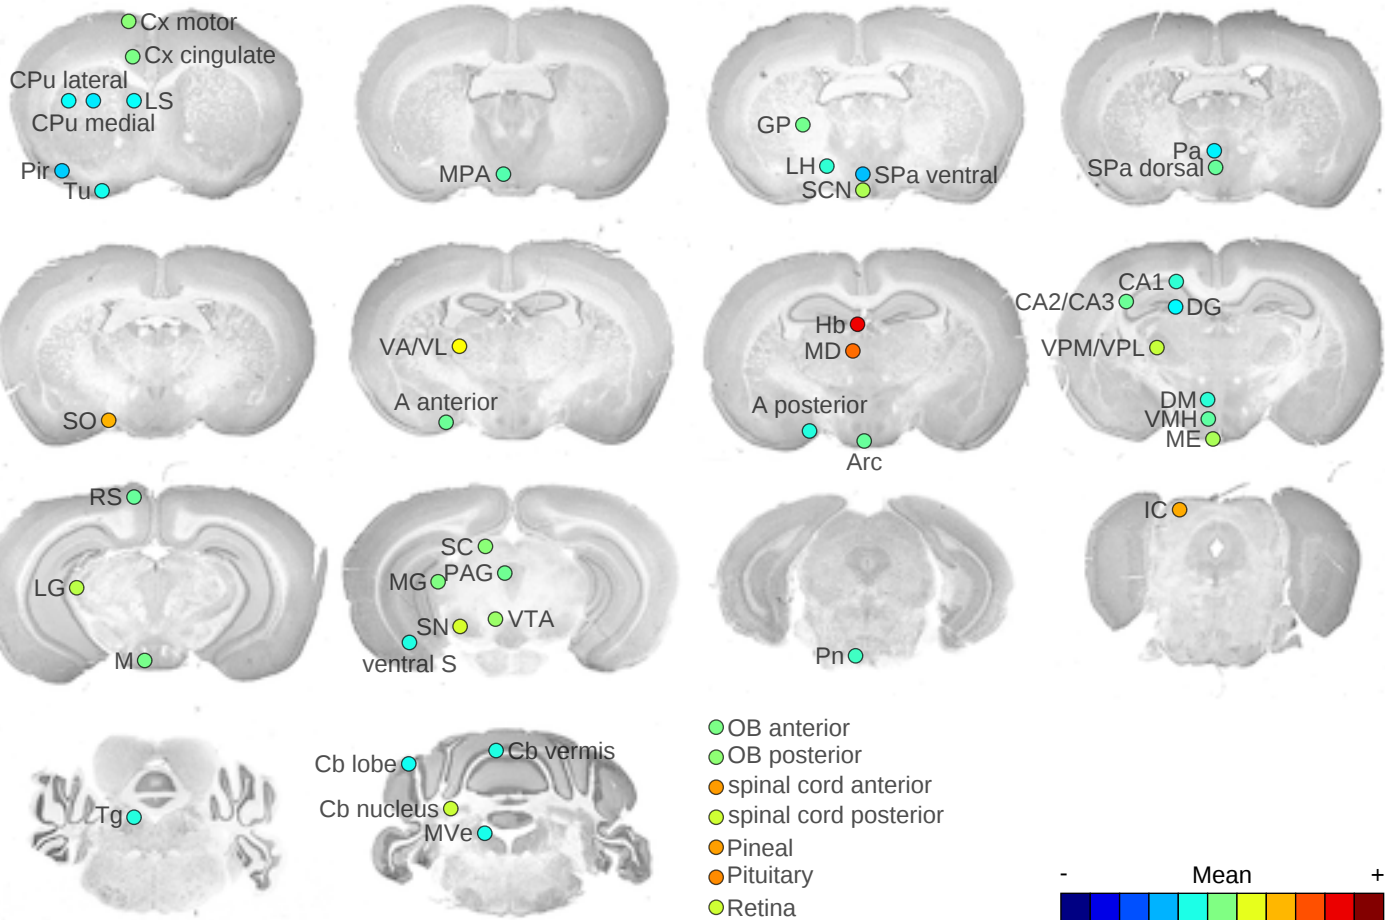 Cx motor
Cx cingulate
CPu lateral
LS
CPu medial
Pir
Tu
MPA
GP
LH
SPa ventral
SCN
Pa
SPa dorsal
SO
VA/VL
A anterior
Hb
MD
A posterior
Arc
CA1
CA2/CA3
DG
VPM/VPL
DM
VMH
ME
RS
LG
M
SC
MG
PAG
SN
VTA
ventral S
Pn
IC
Tg
Cb lobe
Cb vermis
Cb nucleus
MVe
OB anterior
OB posterior
spinal cord anterior
spinal cord posterior
Pineal
Pituitary
Retina
- Mean +